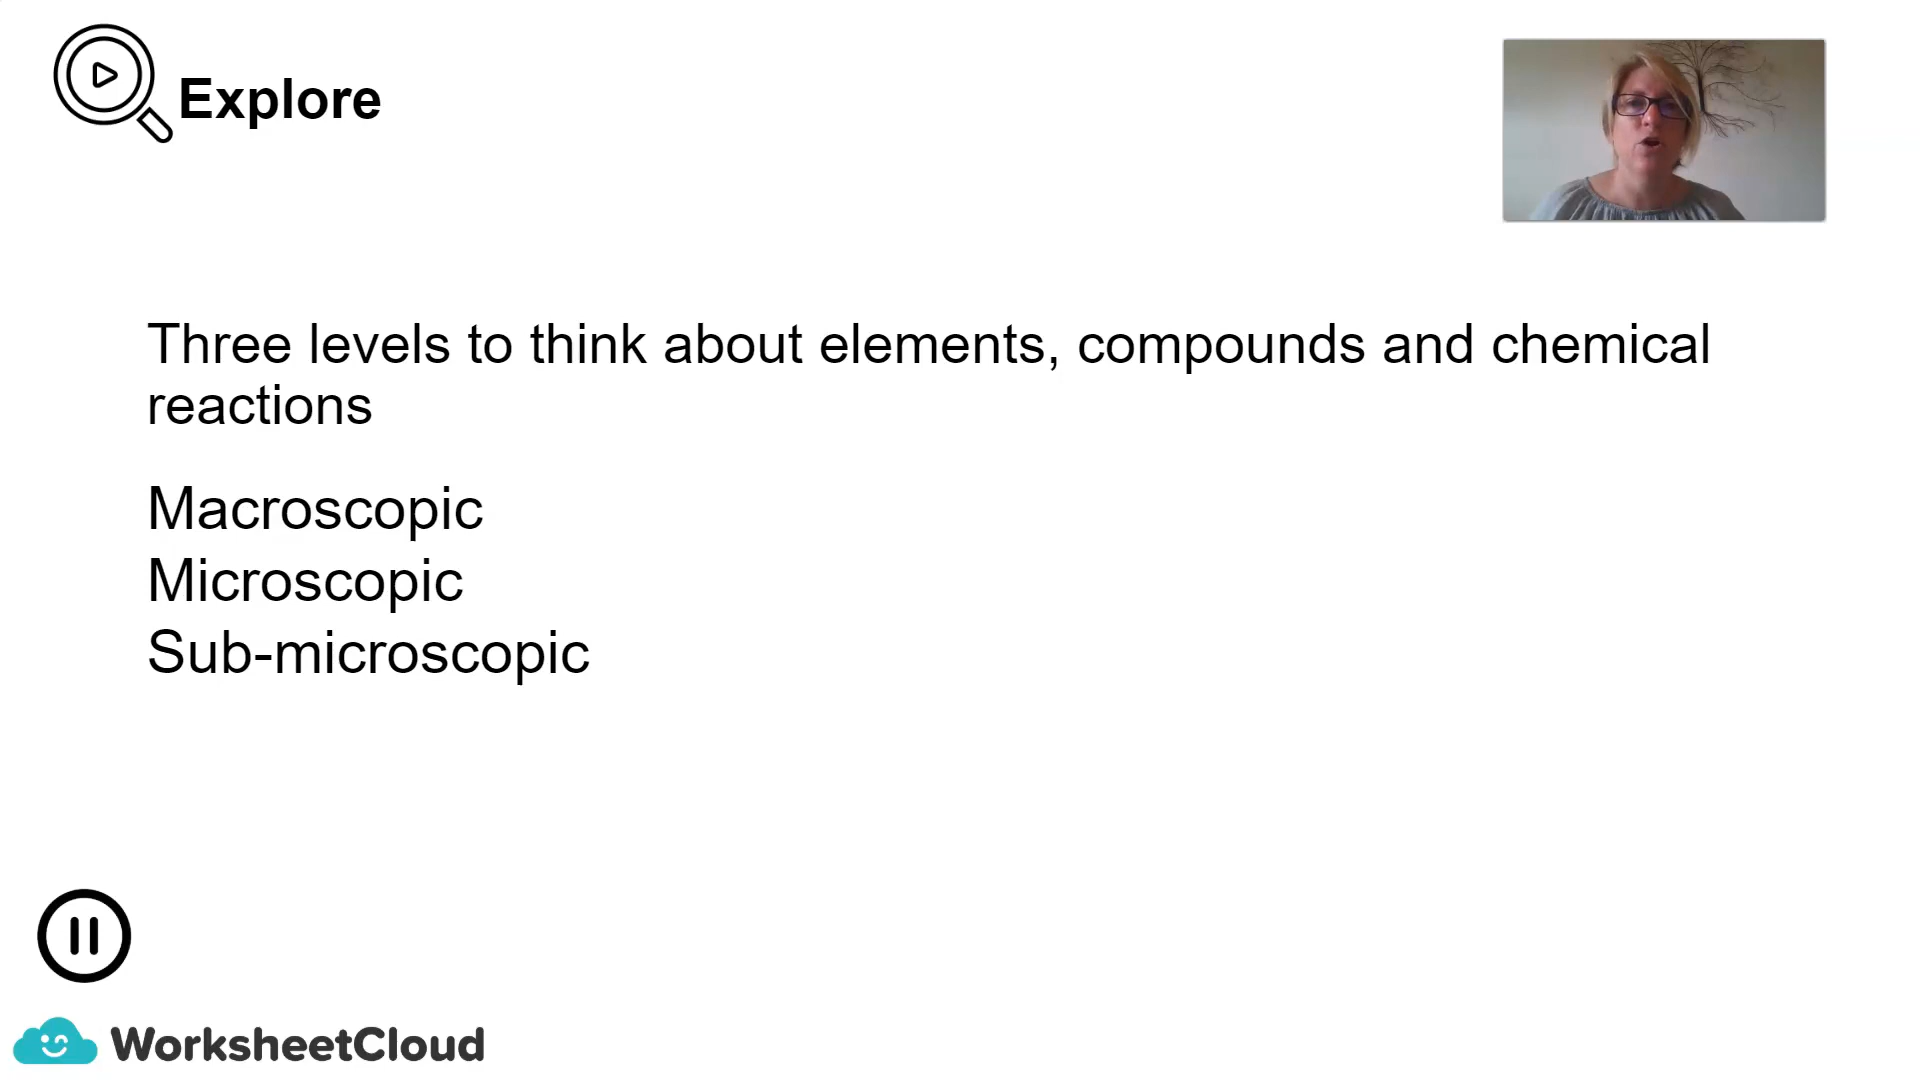 Explore
Three levels to think about elements, compounds and chemical
reactions
Macroscopic
Microscopic
Sub-microscopic
WorksheetCloud